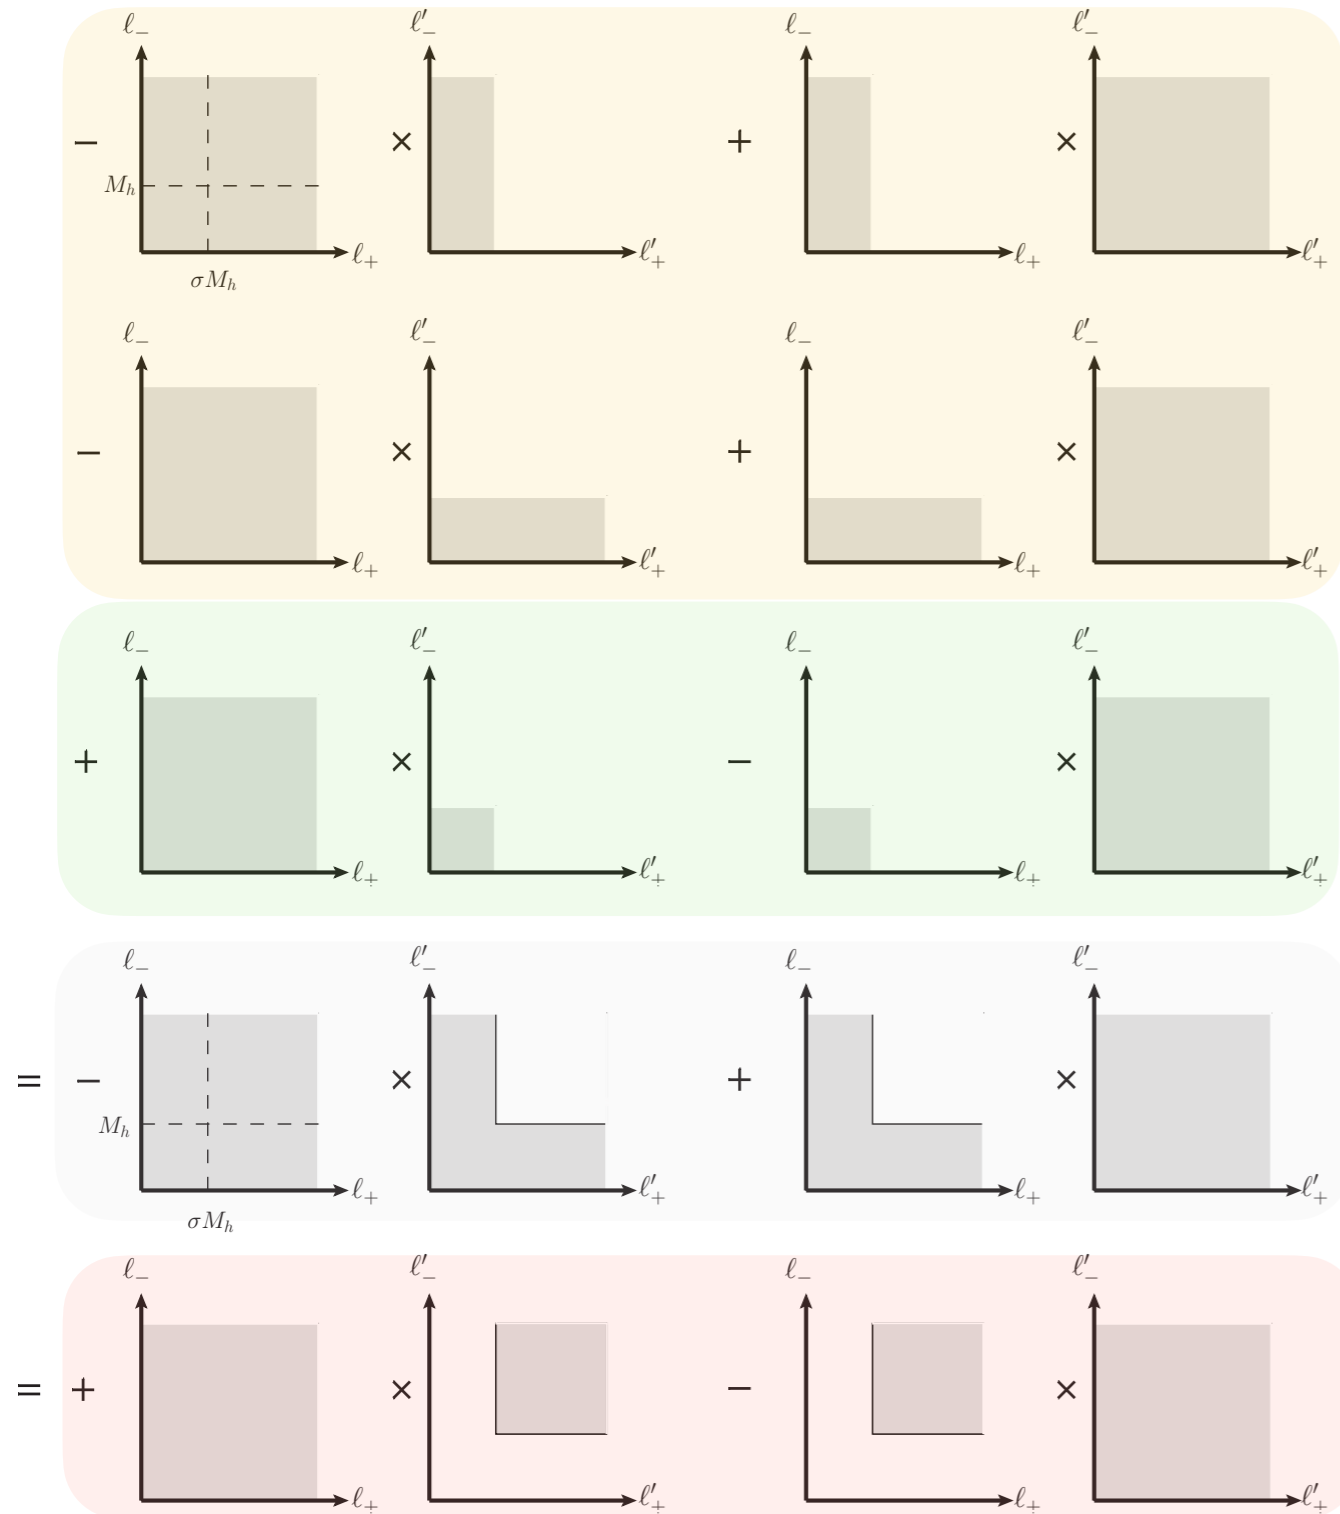 ℓ₋ ℓ′₋ ℓ₋ ℓ′₋
− × + ×
M_h
ℓ₊ ℓ′₊ ℓ₊ ℓ′₊
σM_h
ℓ₋ ℓ′₋ ℓ₋ ℓ′₋
− × + ×
ℓ₊ ℓ′₊ ℓ₊ ℓ′₊
ℓ₋ ℓ′₋ ℓ₋ ℓ′₋
+ × − ×
ℓ₊ ℓ′₊ ℓ₊ ℓ′₊
ℓ₋ ℓ′₋ ℓ₋ ℓ′₋
= − × + ×
M_h
ℓ₊ ℓ′₊ ℓ₊ ℓ′₊
σM_h
ℓ₋ ℓ′₋ ℓ₋ ℓ′₋
= + × − ×
ℓ₊ ℓ′₊ ℓ₊ ℓ′₊